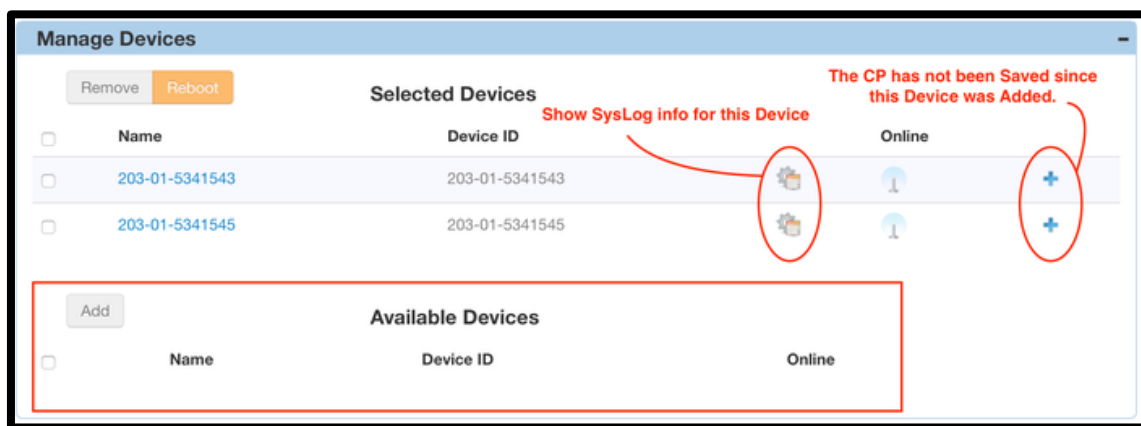 Manage Devices
Remove Reboot
Selected Devices
The CP has not been Saved since
this Device was Added.
Show SysLog info for this Device
Name Device ID Online
203-01-5341543 203-01-5341543
203-01-5341545 203-01-5341545
Add
Available Devices
Name Device ID Online